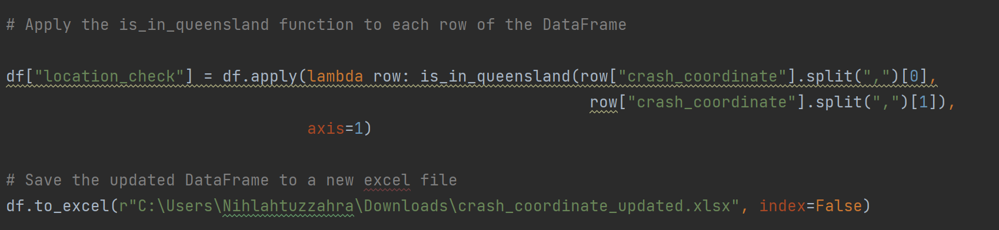 # Apply the is_in_queensland function to each row of the DataFrame
df["location_check"] = df.apply(lambda row: is_in_queensland(row["crash_coordinate"].split(",")[0],
row["crash_coordinate"].split(",")[1]),
axis=1)
# Save the updated DataFrame to a new excel file
df.to_excel(r"C:\Users\Nihlahtuzzahra\Downloads\crash_coordinate_updated.xlsx", index=False)